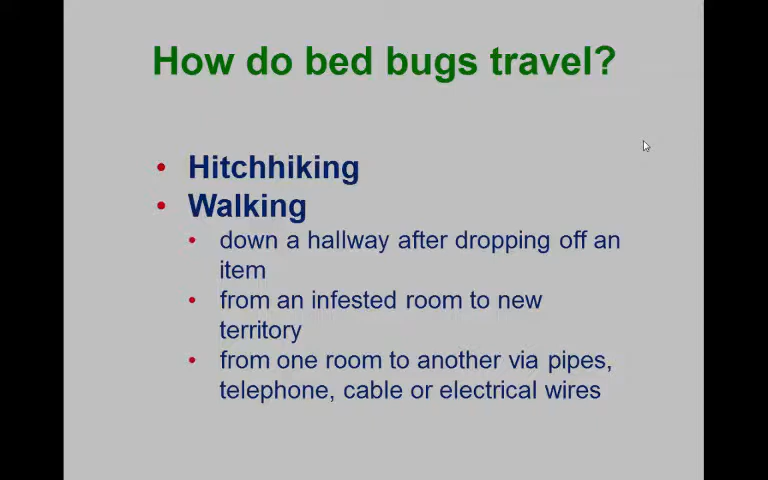 How do bed bugs travel?
• Hitchhiking
• Walking
• down a hallway after dropping off an
item
• from an infested room to new
territory
• from one room to another via pipes,
telephone, cable or electrical wires